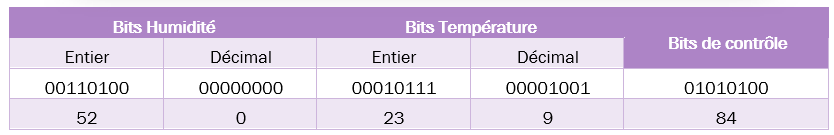 Bits Humidité Bits Température Bits de contrôle
Entier Décimal Entier Décimal
00110100 00000000 00010111 00001001 01010100
52 0 23 9 84